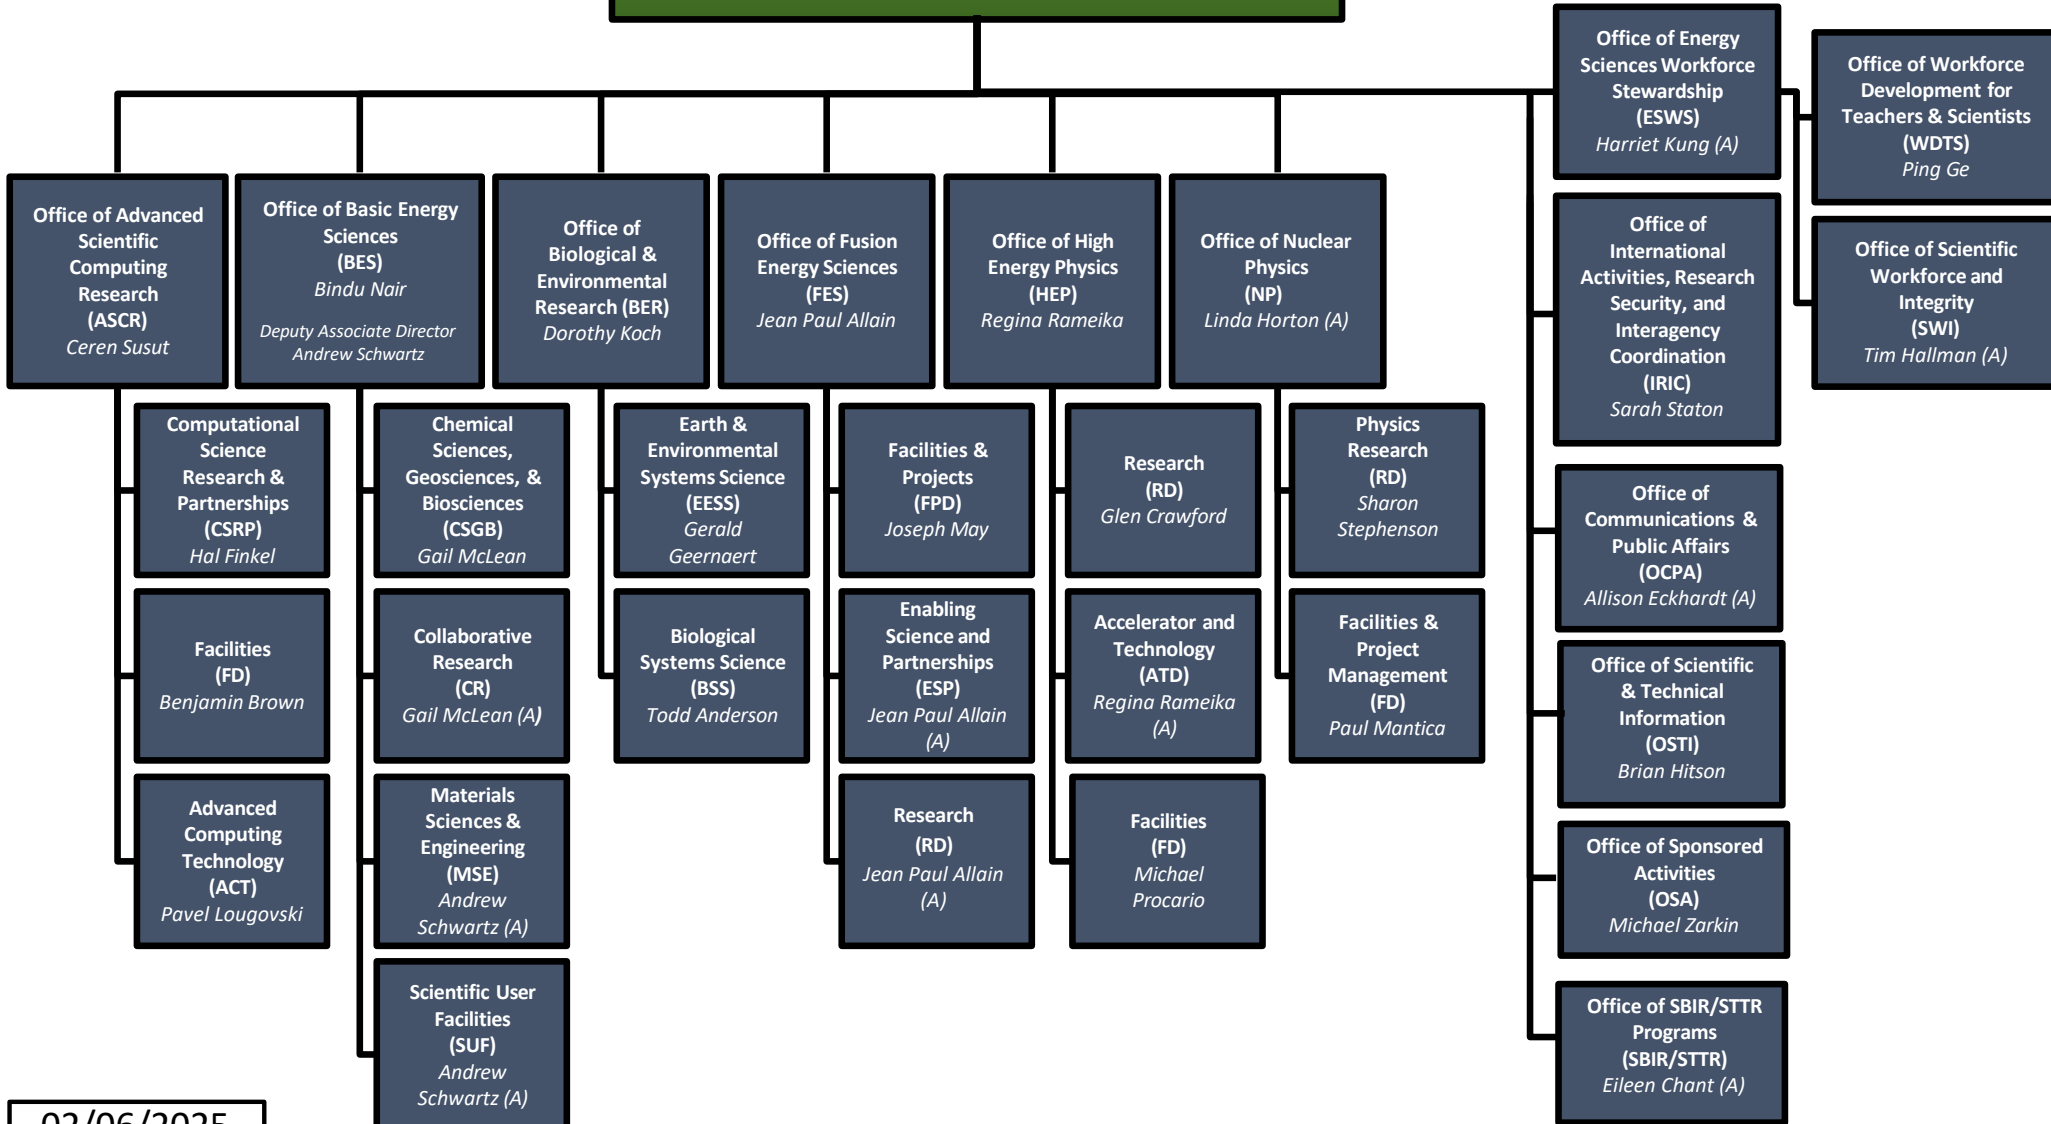 Office of Energy
Sciences Workforce
Stewardship
(ESWS)
Harriet Kung (A)
Office of Workforce
Development for
Teachers & Scientists
(WDTS)
Ping Ge
Office of Advanced
Scientific
Computing
Research
(ASCR)
Ceren Susut
Office of Basic Energy
Sciences
(BES)
Bindu Nair
Deputy Associate Director
Andrew Schwartz
Office of
Biological &
Environmental
Research (BER)
Dorothy Koch
Office of Fusion
Energy Sciences
(FES)
Jean Paul Allain
Office of High
Energy Physics
(HEP)
Regina Rameika
Office of Nuclear
Physics
(NP)
Linda Horton (A)
Office of
International
Activities, Research
Security, and
Interagency
Coordination
(IRIC)
Sarah Staton
Office of Scientific
Workforce and
Integrity
(SWI)
Tim Hallman (A)
Computational
Science
Research &
Partnerships
(CSRP)
Hal Finkel
Chemical
Sciences,
Geosciences, &
Biosciences
(CSGB)
Gail McLean
Earth &
Environmental
Systems Science
(EESS)
Gerald
Geernaert
Facilities &
Projects
(FPD)
Joseph May
Research
(RD)
Glen Crawford
Physics
Research
(RD)
Sharon
Stephenson
Office of
Communications &
Public Affairs
(OCPA)
Allison Eckhardt (A)
Facilities
(FD)
Benjamin Brown
Collaborative
Research
(CR)
Gail McLean (A)
Biological
Systems Science
(BSS)
Todd Anderson
Enabling
Science and
Partnerships
(ESP)
Jean Paul Allain
(A)
Accelerator and
Technology
(ATD)
Regina Rameika
(A)
Facilities &
Project
Management
(FD)
Paul Mantica
Office of Scientific
& Technical
Information
(OSTI)
Brian Hitson
Advanced
Computing
Technology
(ACT)
Pavel Lougovski
Materials
Sciences &
Engineering
(MSE)
Andrew
Schwartz (A)
Research
(RD)
Jean Paul Allain
(A)
Facilities
(FD)
Michael
Procario
Office of Sponsored
Activities
(OSA)
Michael Zarkin
Scientific User
Facilities
(SUF)
Andrew
Schwartz (A)
Office of SBIR/STTR
Programs
(SBIR/STTR)
Eileen Chant (A)
02/06/2025